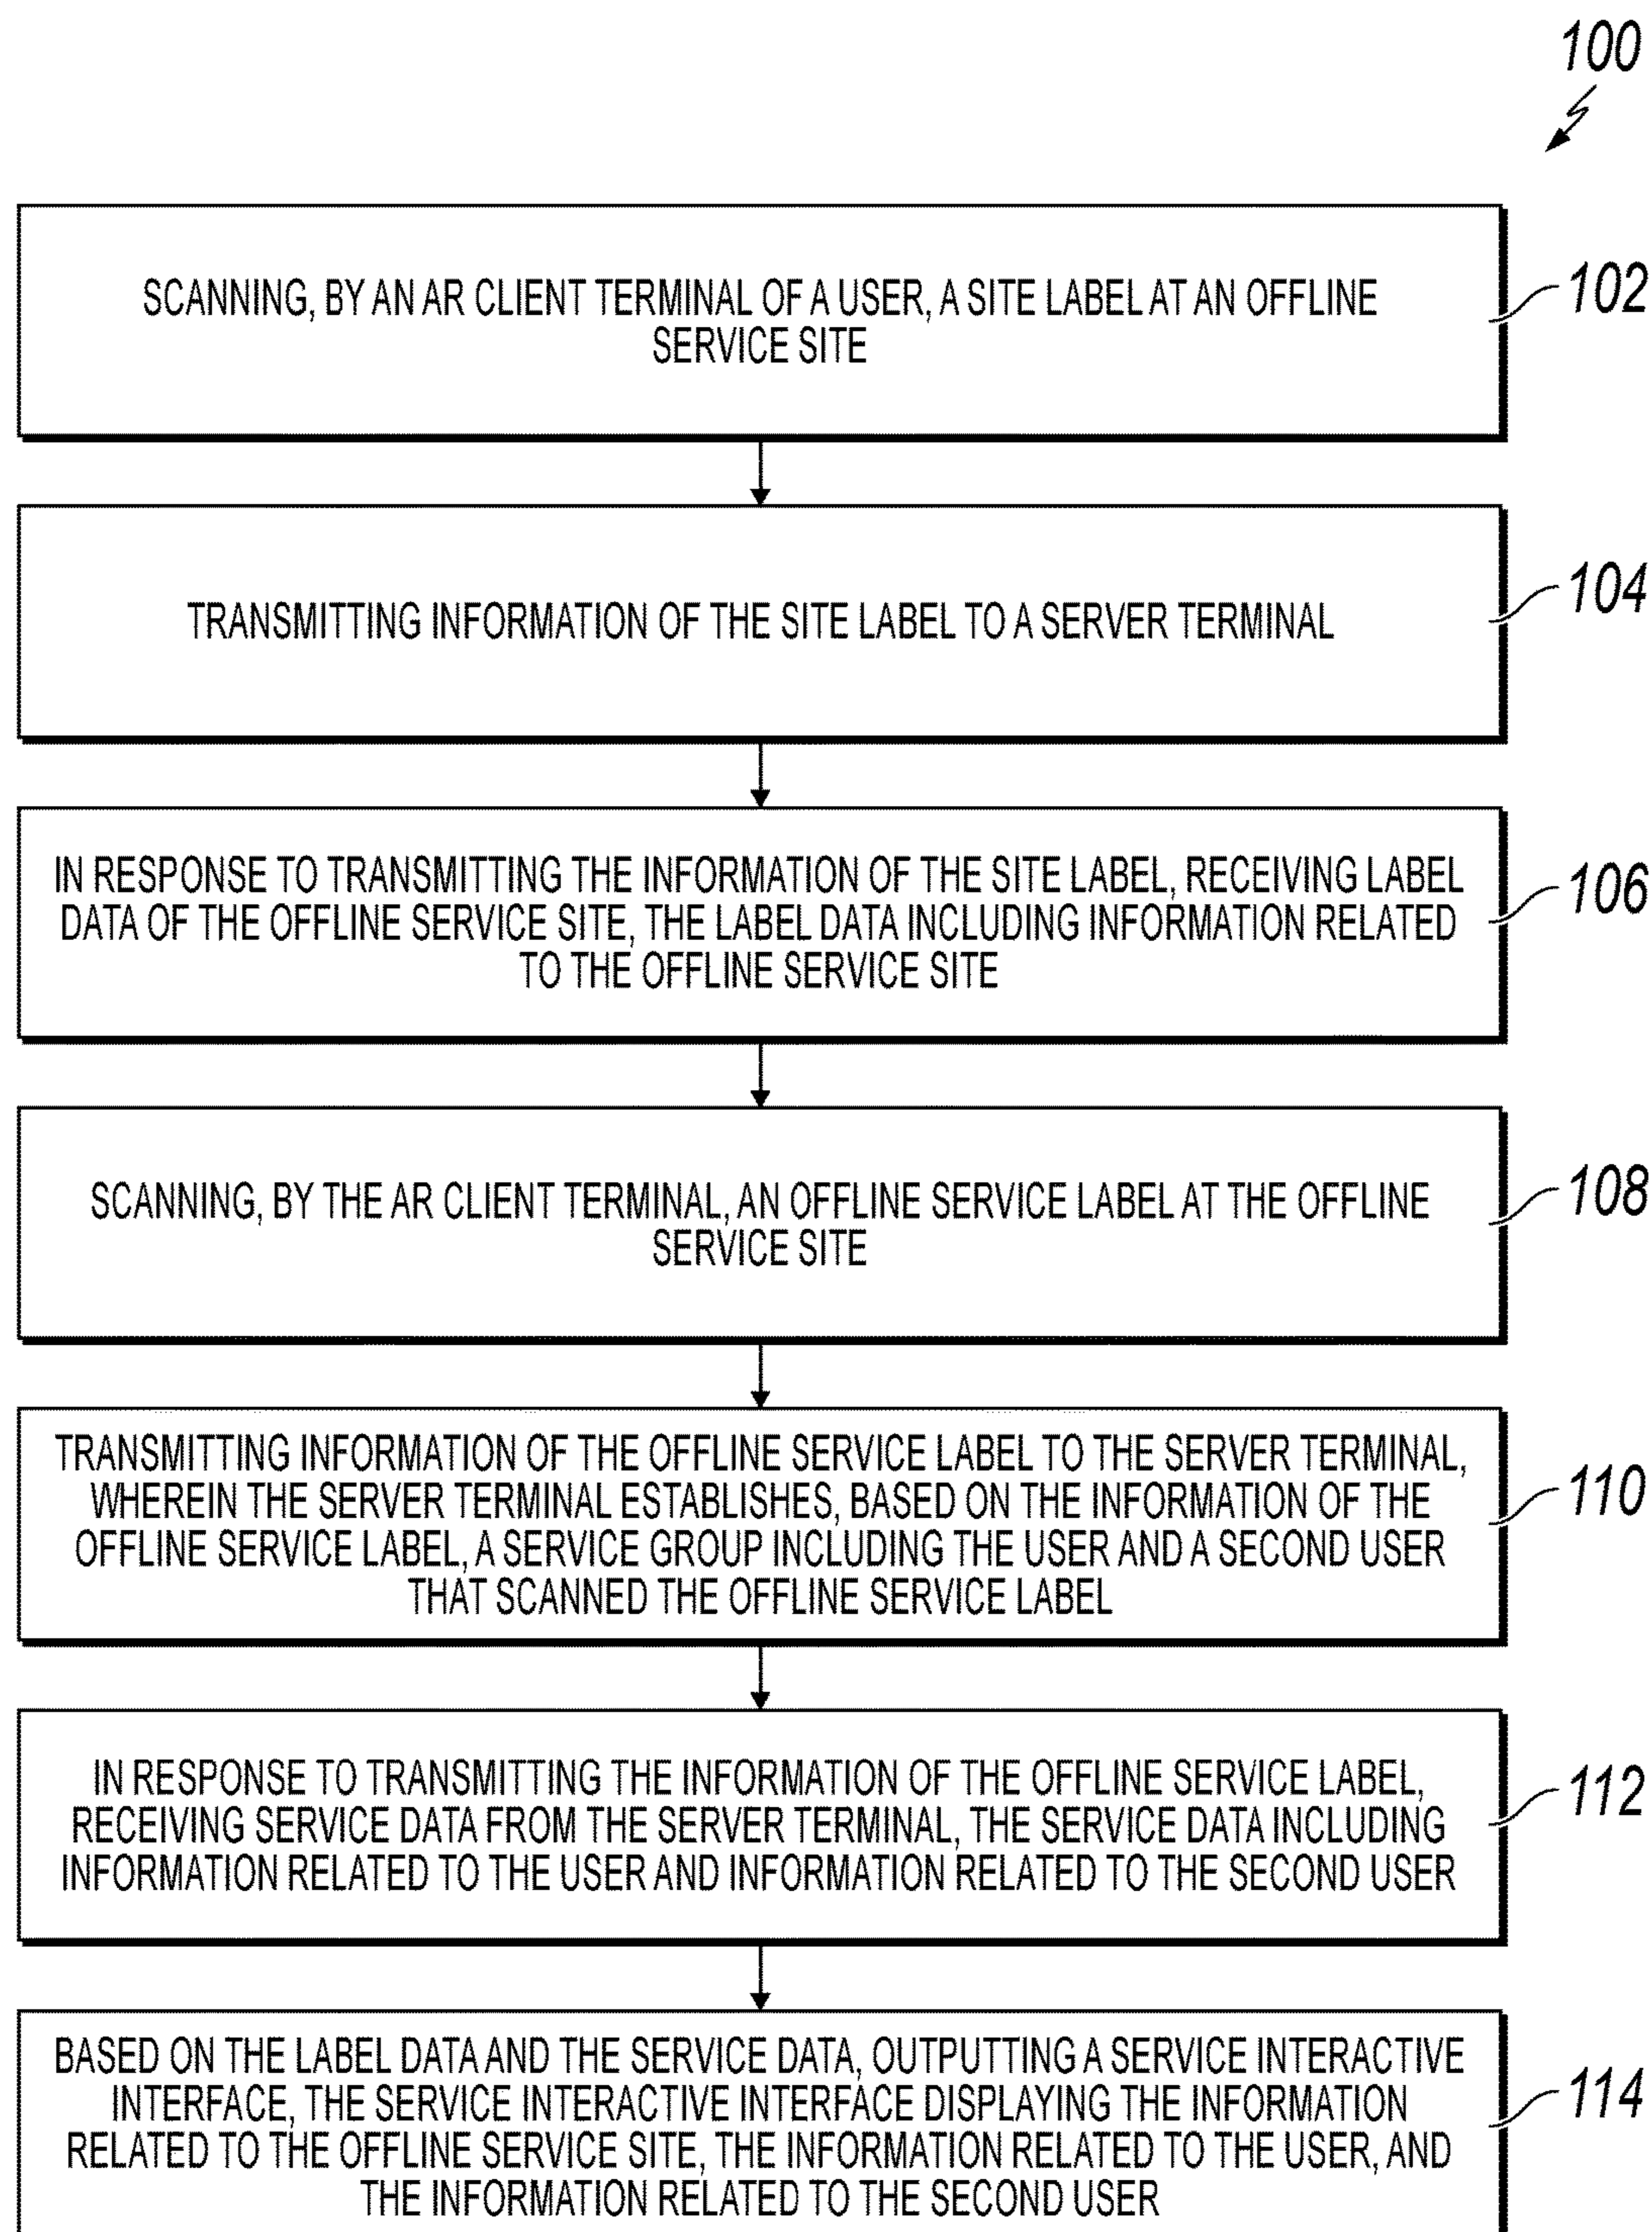 100
SCANNING, BY AN AR CLIENT TERMINAL OF A USER, A SITE LABEL AT AN OFFLINE
SERVICE SITE
102
TRANSMITTING INFORMATION OF THE SITE LABEL TO A SERVER TERMINAL
104
IN RESPONSE TO TRANSMITTING THE INFORMATION OF THE SITE LABEL, RECEIVING LABEL
DATA OF THE OFFLINE SERVICE SITE, THE LABEL DATA INCLUDING INFORMATION RELATED
TO THE OFFLINE SERVICE SITE
106
SCANNING, BY THE AR CLIENT TERMINAL, AN OFFLINE SERVICE LABEL AT THE OFFLINE
SERVICE SITE
108
TRANSMITTING INFORMATION OF THE OFFLINE SERVICE LABEL TO THE SERVER TERMINAL,
WHEREIN THE SERVER TERMINAL ESTABLISHES, BASED ON THE INFORMATION OF THE
OFFLINE SERVICE LABEL, A SERVICE GROUP INCLUDING THE USER AND A SECOND USER
THAT SCANNED THE OFFLINE SERVICE LABEL
110
IN RESPONSE TO TRANSMITTING THE INFORMATION OF THE OFFLINE SERVICE LABEL,
RECEIVING SERVICE DATA FROM THE SERVER TERMINAL, THE SERVICE DATA INCLUDING
INFORMATION RELATED TO THE USER AND INFORMATION RELATED TO THE SECOND USER
112
BASED ON THE LABEL DATA AND THE SERVICE DATA, OUTPUTTING A SERVICE INTERACTIVE
INTERFACE, THE SERVICE INTERACTIVE INTERFACE DISPLAYING THE INFORMATION
RELATED TO THE OFFLINE SERVICE SITE, THE INFORMATION RELATED TO THE USER, AND
THE INFORMATION RELATED TO THE SECOND USER
114